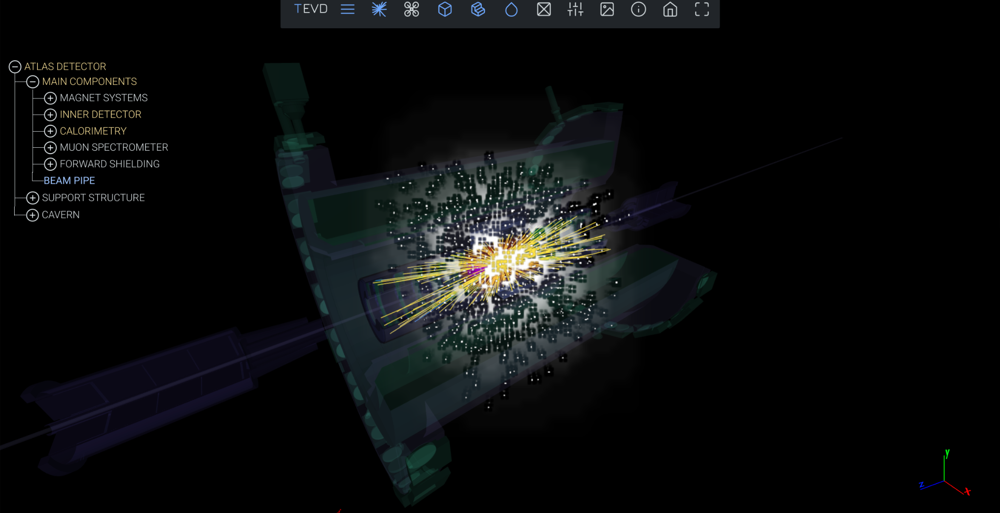 TEVD
ATLAS DETECTOR
MAIN COMPONENTS
MAGNET SYSTEMS
INNER DETECTOR
CALORIMETRY
MUON SPECTROMETER
FORWARD SHIELDING
BEAM PIPE
SUPPORT STRUCTURE
CAVERN
y
z
x